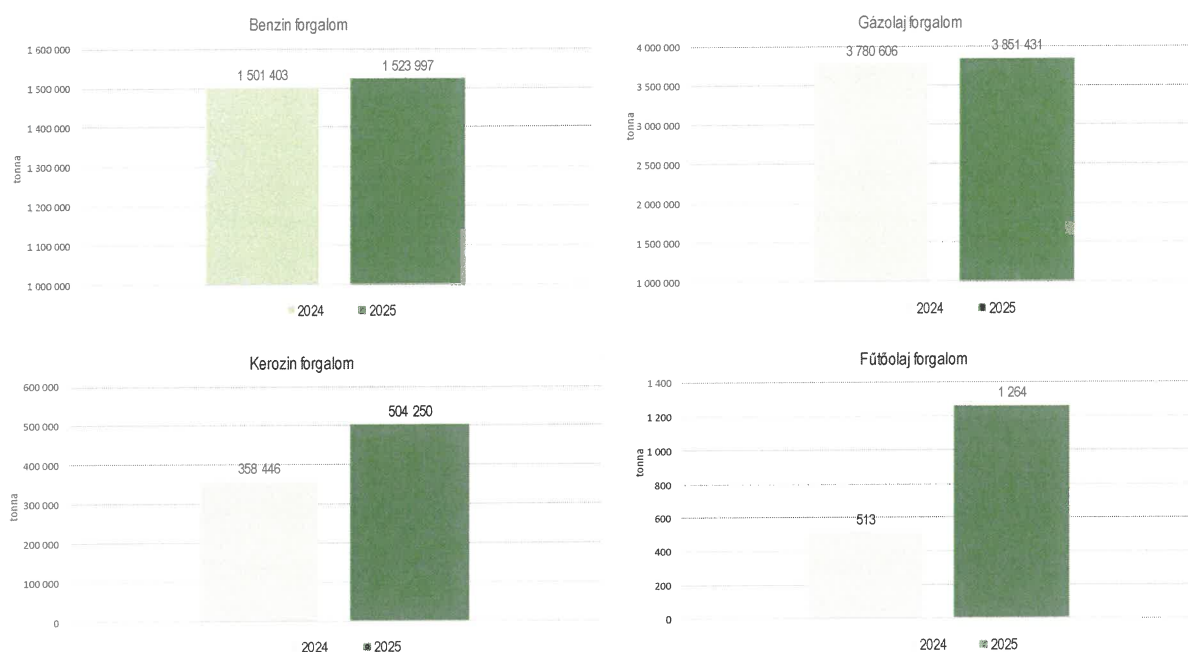 Benzin forgalom
1 600 000
1 500 000
1 400 000
1 300 000
1 200 000
1 100 000
1 000 000
tonna
1 501 403
1 523 997
2024
2025
Gázolaj forgalom
4 000 000
3 500 000
3 000 000
2 500 000
2 000 000
1 500 000
1 000 000
tonna
3 780 606
3 851 431
2024
2025
Kerozin forgalom
600 000
500 000
400 000
300 000
200 000
100 000
0
tonna
358 446
504 250
2024
2025
Fűtőolaj forgalom
1 400
1 200
1 000
800
600
400
200
0
tonna
513
1 264
2024
2025